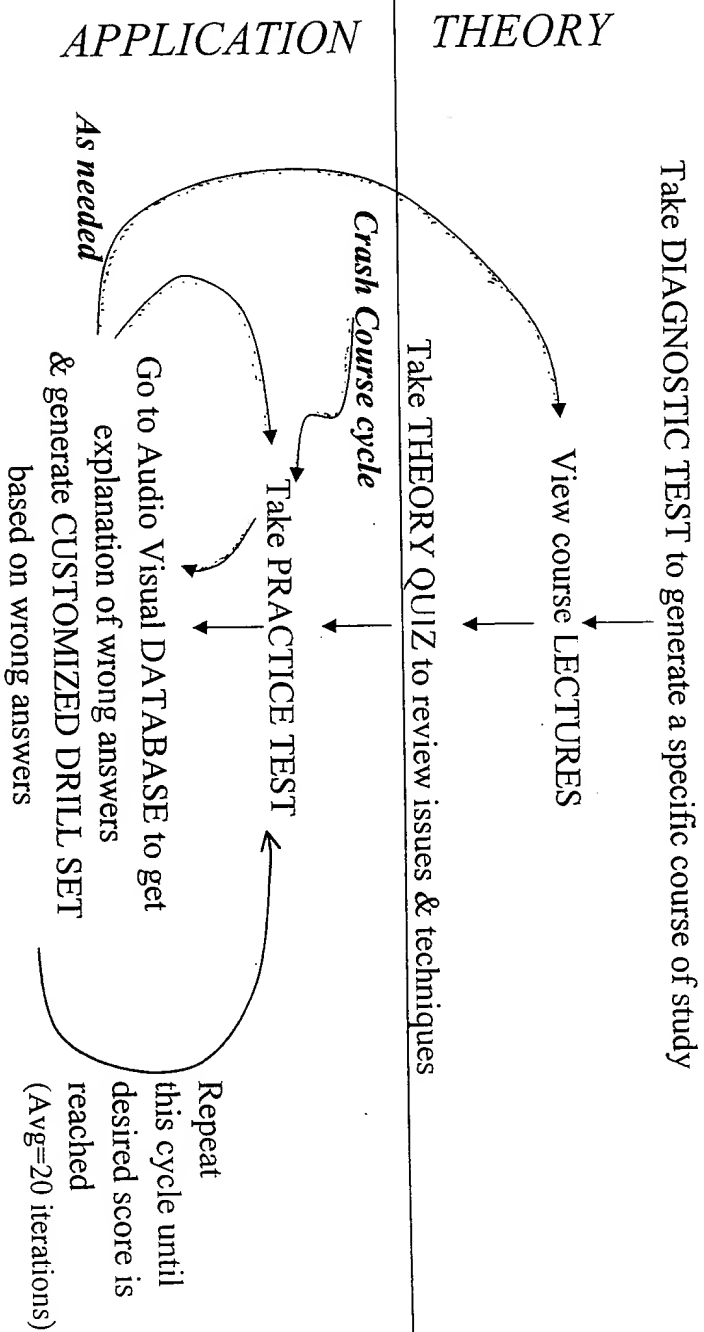 THEORY
Take DIAGNOSTIC TEST to generate a specific course of study
View course LECTURES
Take THEORY QUIZ to review issues & techniques
APPLICATION
Crash Course cycle
Take PRACTICE TEST
As needed
Go to Audio Visual DATABASE to get
explanation of wrong answers
& generate CUSTOMIZED DRILL SET
based on wrong answers
Repeat
this cycle until
desired score is
reached
(Avg=20 iterations)